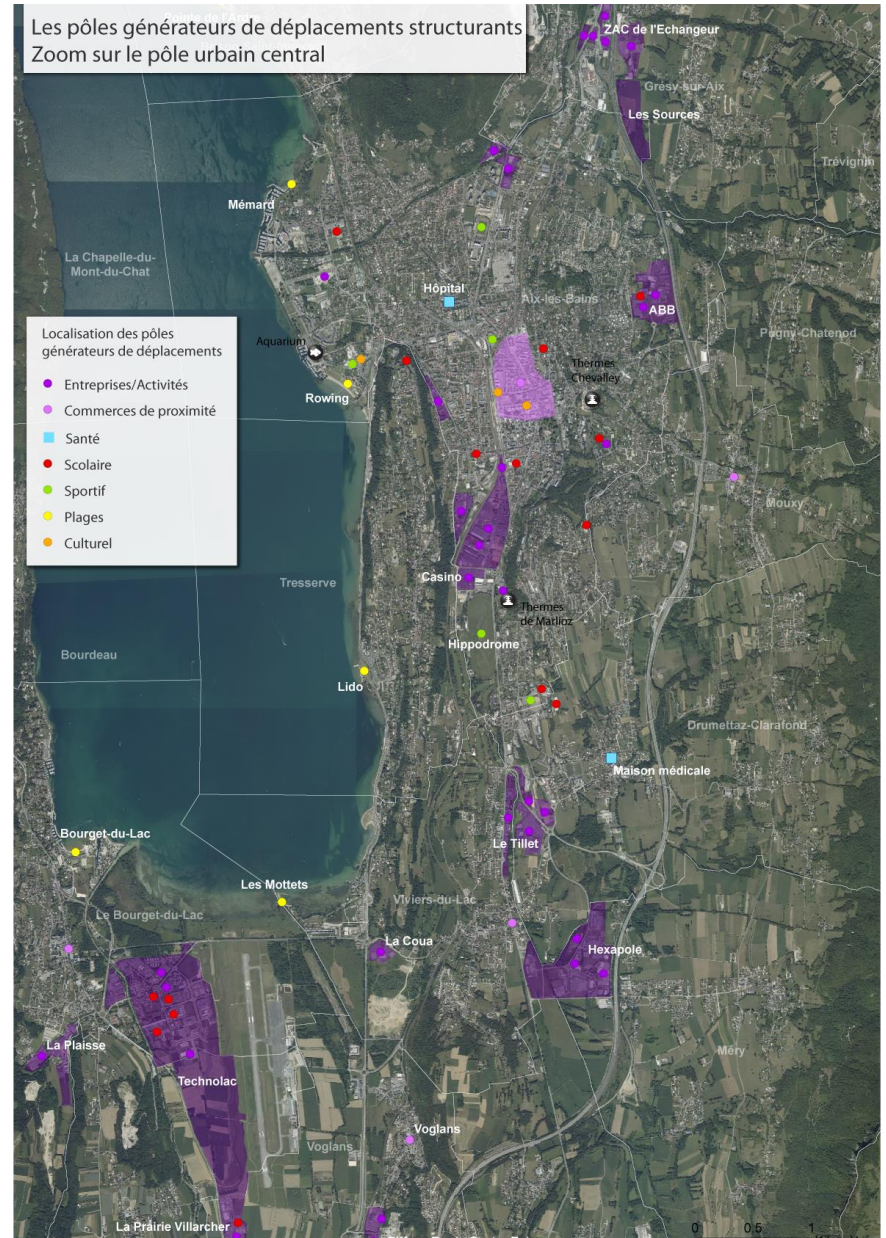 Les pôles générateurs de déplacements structurants
Zoom sur le pôle urbain central
ZAC de l'Echangeur
Grésy-sur-Aix
Les Sources
Trévignin
Mémard
La Chapelle-du-
Mont-du-Chat
Hôpital
Aix-les-Bains
ABB
Pugny-Chatenod
Localisation des pôles
générateurs de déplacements
Entreprises/Activités
Commerces de proximité
Santé
Scolaire
Sportif
Plages
Culturel
Aquarium
Rowing
Thermes
Chevalley
Mouxy
Casino
Tresserve
Thermes
de Marlioz
Hippodrome
Bourdeau
Lido
Drumettaz-Clarafond
Maison médicale
Bourget-du-Lac
Le Tillet
Les Mottets
Viviers-du-Lac
Le Bourget-du-Lac
La Coua
Hexapole
La Plaisse
Méry
Technolac
Voglans
Voglans
La Prairie Villarcher
0 0.5 1